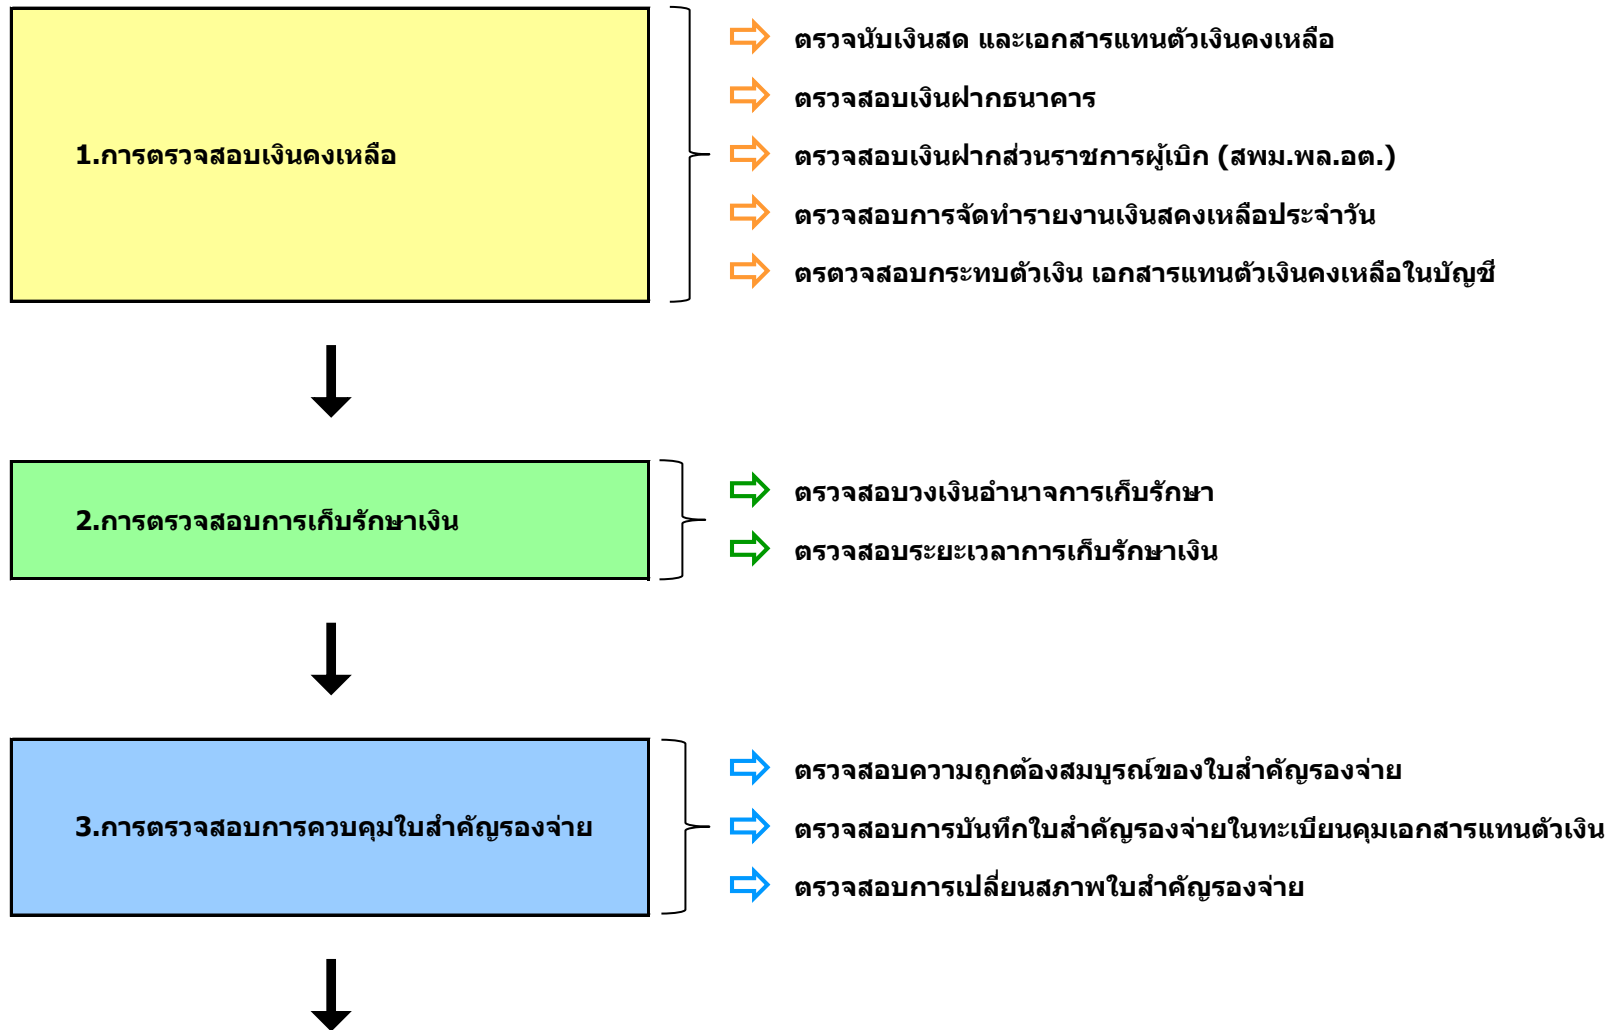 1.การตรวจสอบเงินคงเหลือ
ตรวจนับเงินสด และเอกสารแทนตัวเงินคงเหลือ
ตรวจสอบเงินฝากธนาคาร
ตรวจสอบเงินฝากส่วนราชการผู้เบิก (สพม.พล.อต.)
ตรวจสอบการจัดทำรายงานเงินสคงเหลือประจำวัน
ตรตวจสอบกระทบตัวเงิน เอกสารแทนตัวเงินคงเหลือในบัญชี
2.การตรวจสอบการเก็บรักษาเงิน
ตรวจสอบวงเงินอำนาจการเก็บรักษา
ตรวจสอบระยะเวลาการเก็บรักษาเงิน
3.การตรวจสอบการควบคุมใบสำคัญรองจ่าย
ตรวจสอบความถูกต้องสมบูรณ์ของใบสำคัญรองจ่าย
ตรวจสอบการบันทึกใบสำคัญรองจ่ายในทะเบียนคุมเอกสารแทนตัวเงิน
ตรวจสอบการเปลี่ยนสภาพใบสำคัญรองจ่าย